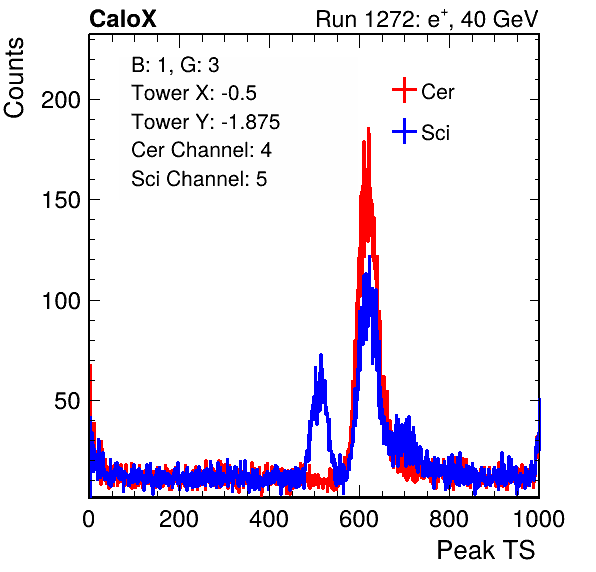 CaloX Run 1272: e⁺, 40 GeV
Counts
B: 1, G: 3
Tower X: -0.5
Tower Y: -1.875
Cer Channel: 4
Sci Channel: 5
Cer
Sci
200
150
100
50
0 200 400 600 800 1000
Peak TS